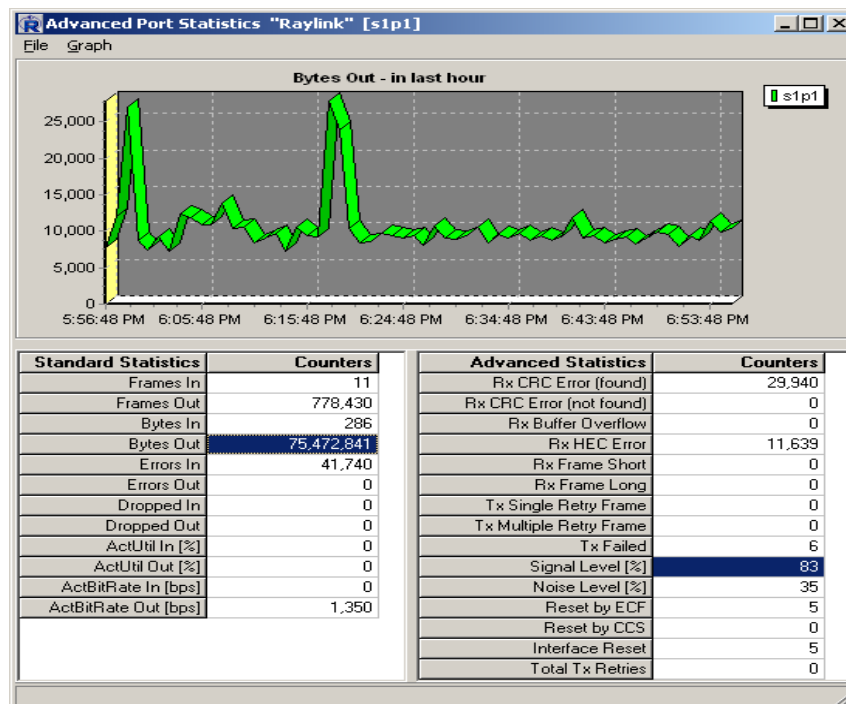 Advanced Port Statistics "Raylink" [s1p1]
File Graph
Bytes Out - in last hour
s1p1
25,000
20,000
15,000
10,000
5,000
0
5:56:48 PM 6:05:48 PM 6:15:48 PM 6:24:48 PM 6:34:48 PM 6:43:48 PM 6:53:48 PM
Standard Statistics Counters
Frames In 11
Frames Out 778,430
Bytes In 286
Bytes Out 75,472,841
Errors In 41,740
Errors Out 0
Dropped In 0
Dropped Out 0
ActUtil In [%] 0
ActUtil Out [%] 0
ActBitRate In [bps] 0
ActBitRate Out [bps] 1,350
Advanced Statistics Counters
Rx CRC Error (found) 29,940
Rx CRC Error (not found) 0
Rx Buffer Overflow 0
Rx HEC Error 11,639
Rx Frame Short 0
Rx Frame Long 0
Tx Single Retry Frame 0
Tx Multiple Retry Frame 0
Tx Failed 6
Signal Level [%] 83
Noise Level [%] 35
Reset by ECF 5
Reset by CCS 0
Interface Reset 5
Total Tx Retries 0